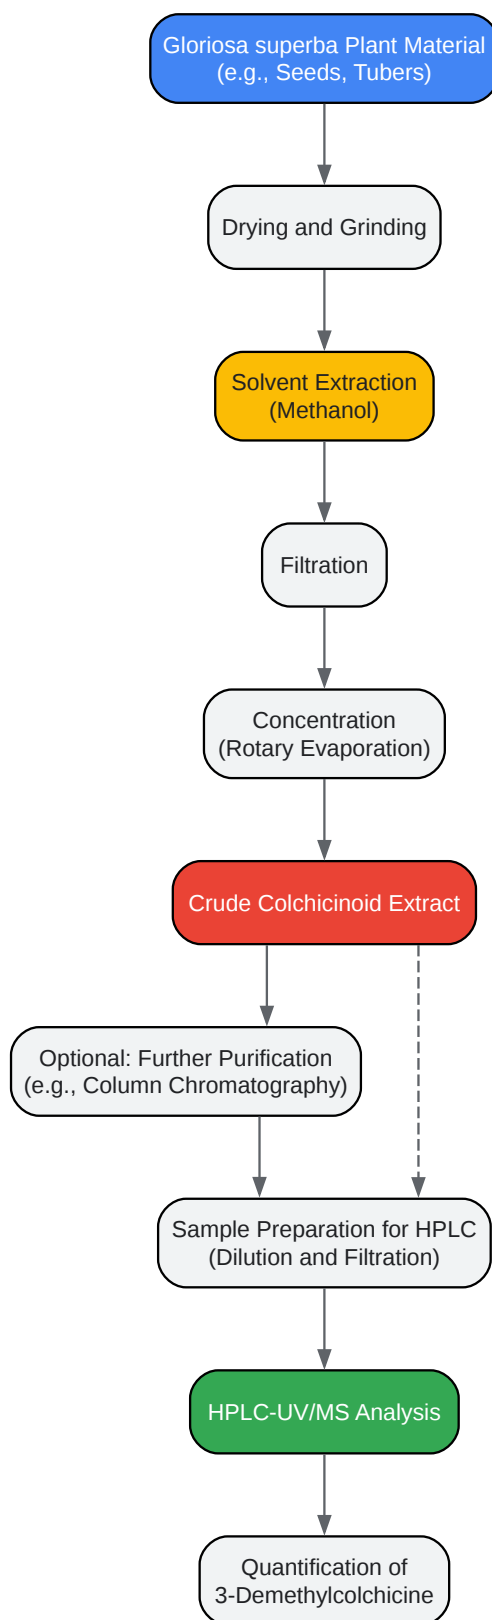 Gloriosa superba Plant Material
(e.g., Seeds, Tubers)
Drying and Grinding
Solvent Extraction
(Methanol)
Filtration
Concentration
(Rotary Evaporation)
Crude Colchicinoid Extract
Optional: Further Purification
(e.g., Column Chromatography)
Sample Preparation for HPLC
(Dilution and Filtration)
HPLC-UV/MS Analysis
Quantification of
3-Demethylcolchicine